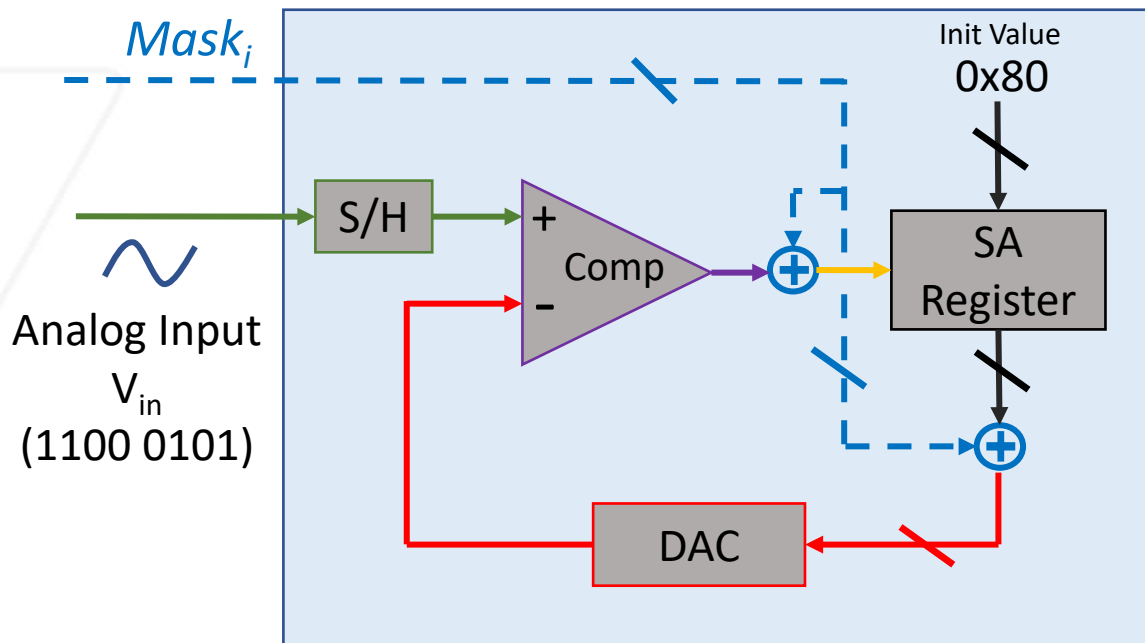 Mask_i
Init Value
0x80
S/H
+
Comp
-
SA
Register
Analog Input
V_in
(1100 0101)
DAC